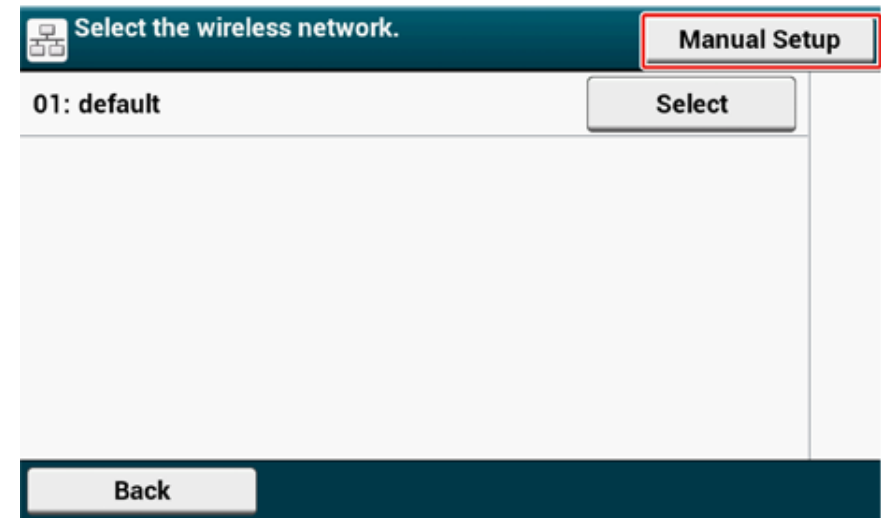 Select the wireless network.
Manual Setup
01: default
Select
Back